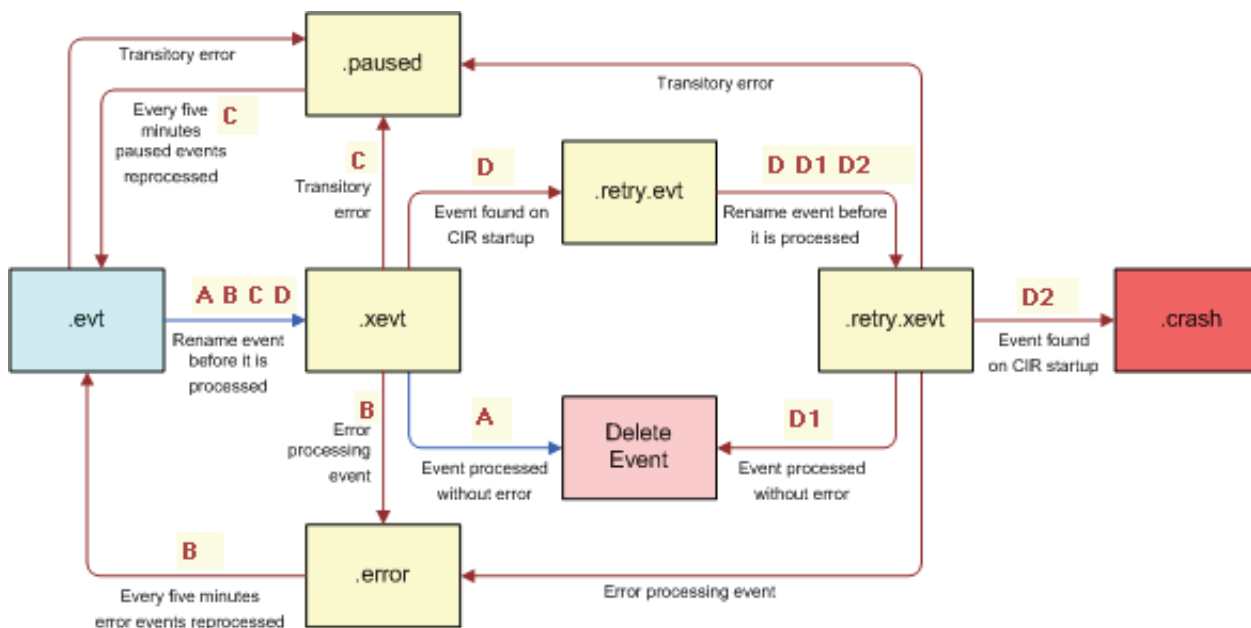 Transitory error
.paused
Transitory error
Every five
minutes
paused events
reprocessed
C
C
Transitory
error
D
Event found on
CIR startup
.retry.evt
D D1 D2
Rename event before
it is processed
.evt
A B C D
Rename event
before it is
processed
.xevt
.retry.xevt
D2
Event found
on CIR startup
.crash
B
Error
processing
event
A
Event processed
without error
Delete
Event
D1
Event processed
without error
B
Every five minutes
error events reprocessed
.error
Error processing event